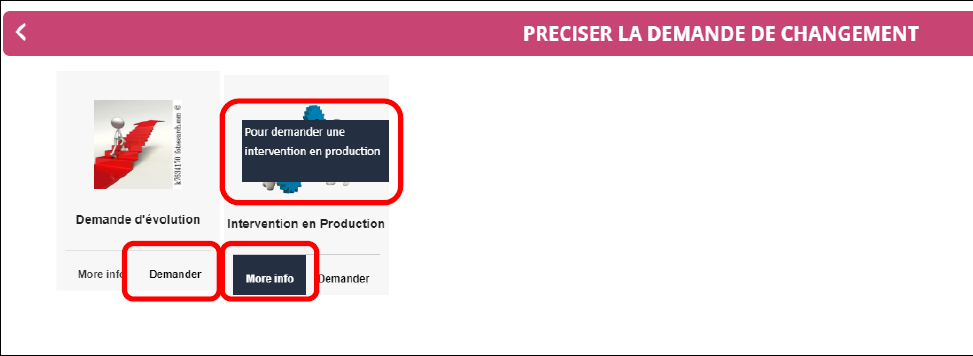 PRECISER LA DEMANDE DE CHANGEMENT
Pour demander une
intervention en production
k7634170 fotosearch.com ©
Demande d'évolution
Intervention en Production
More info
Demander
More info
Demander